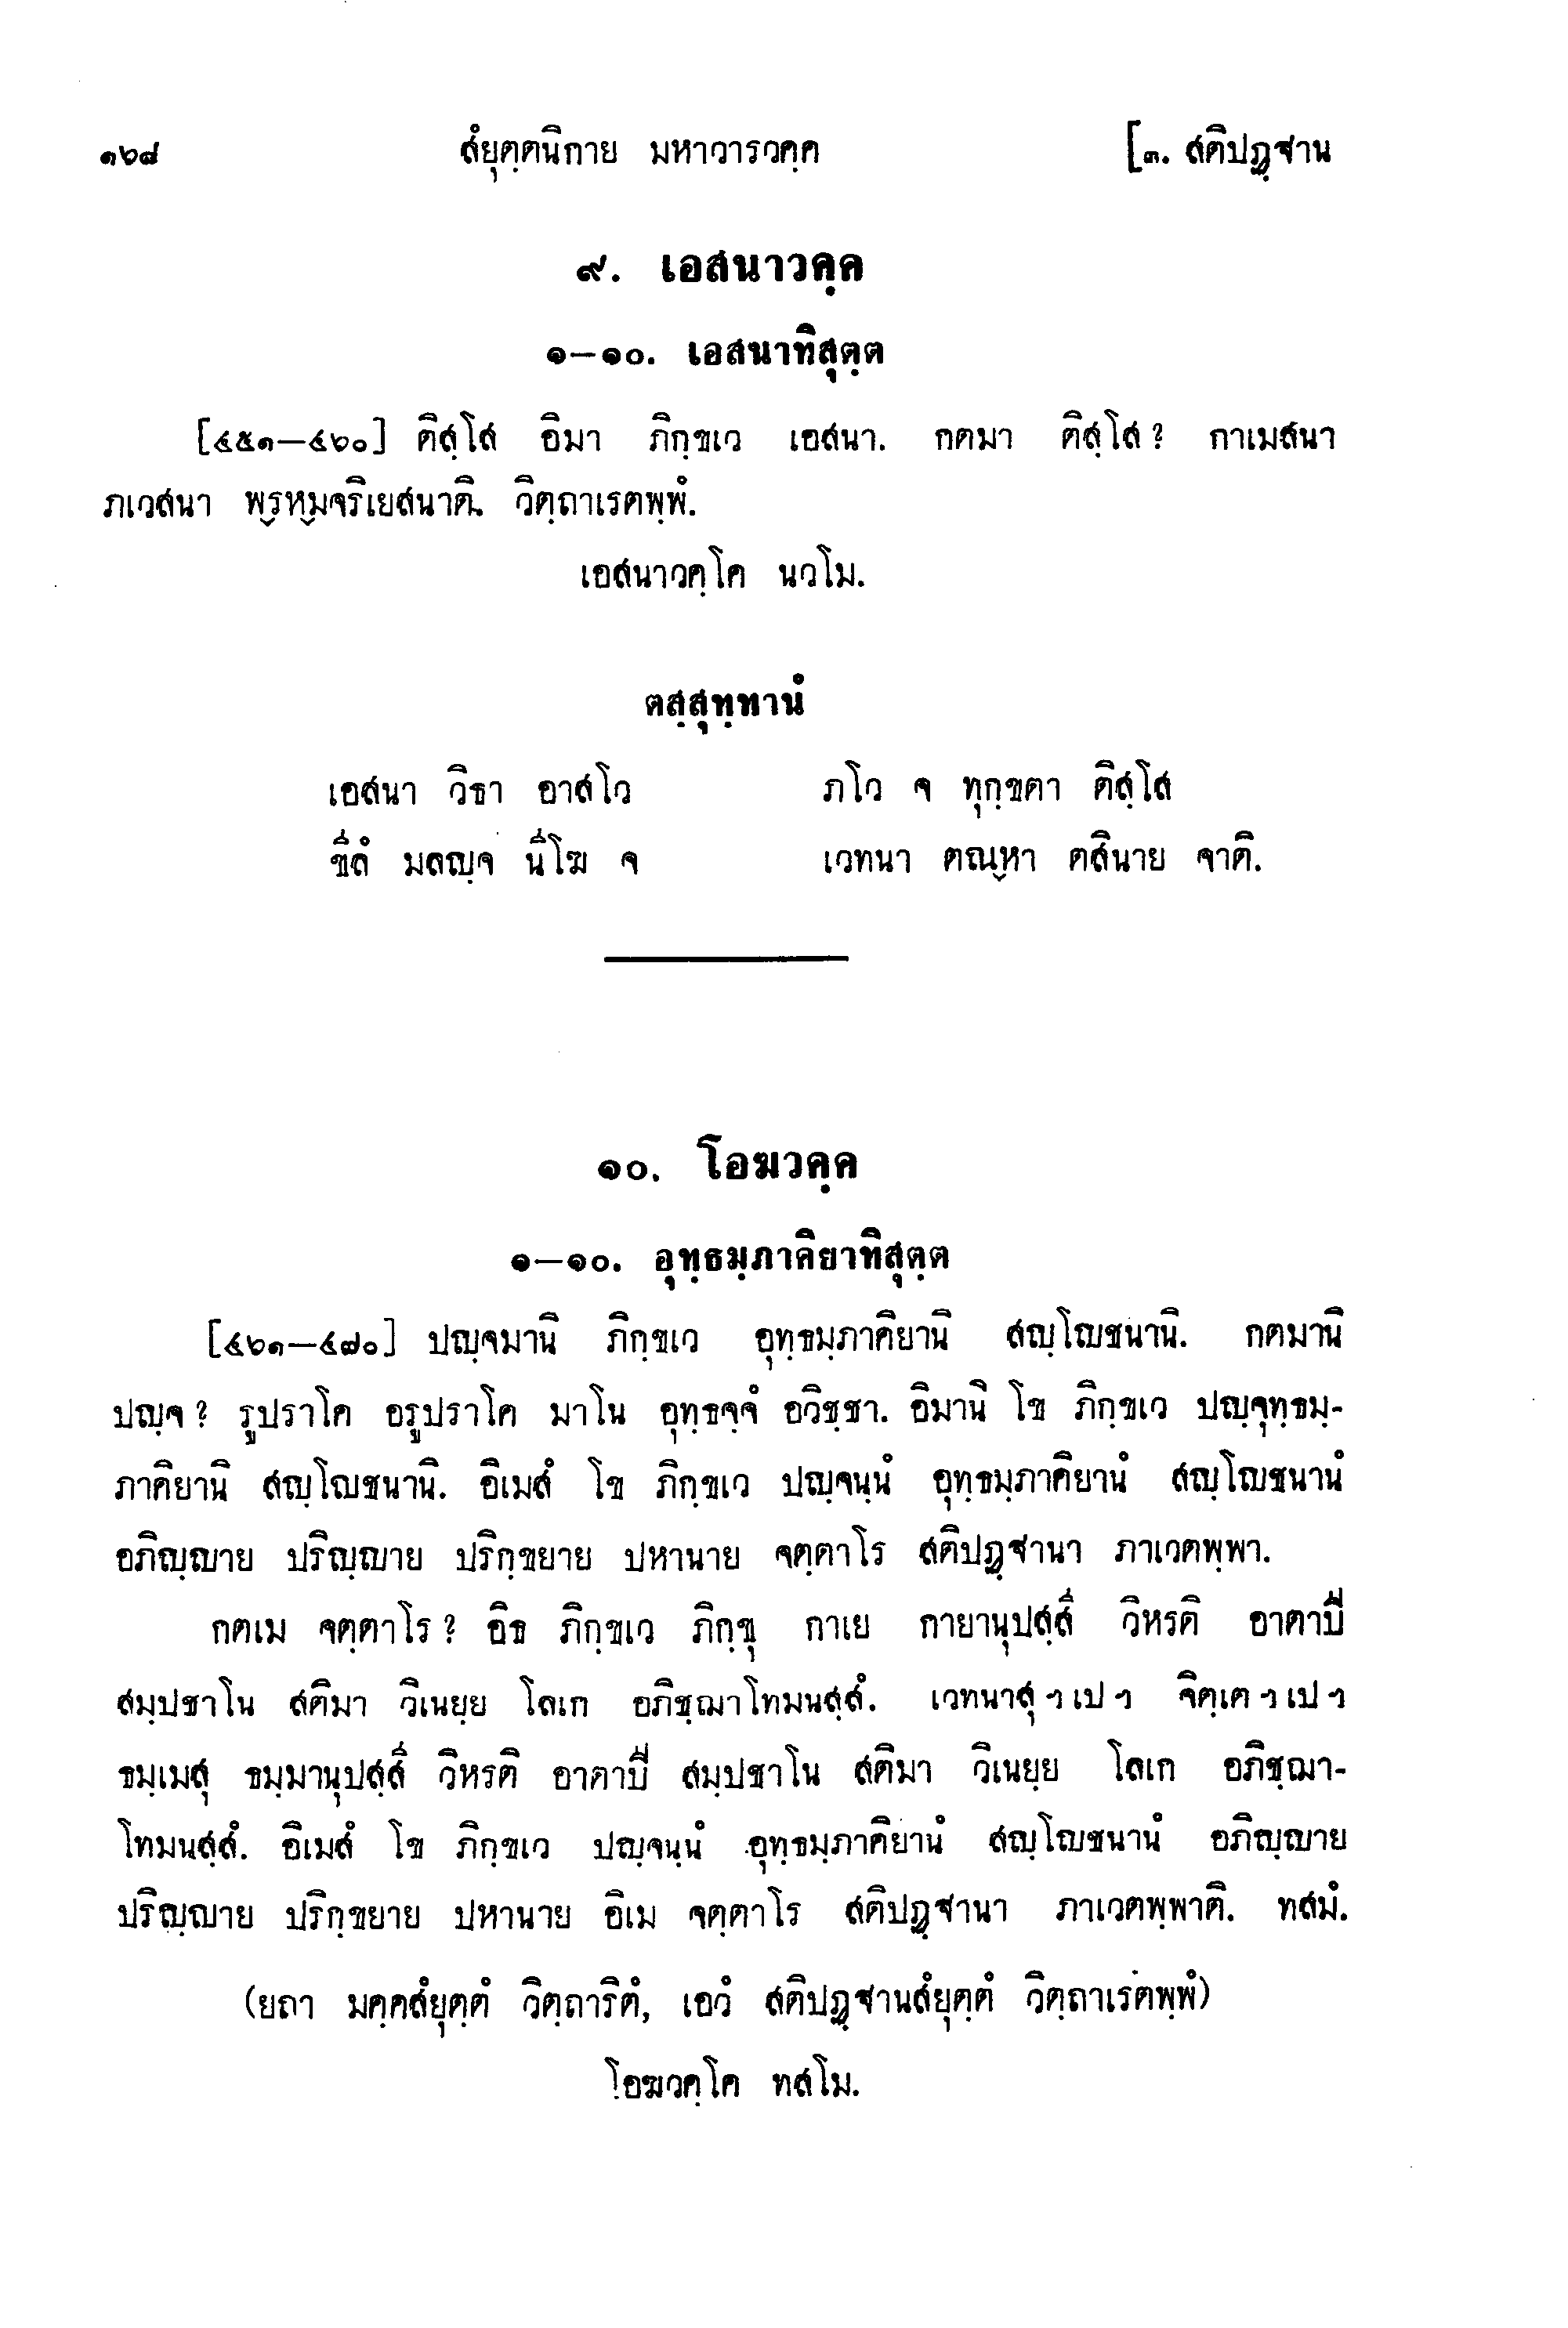 ๑๖๘ สํยุตฺตนิกาย มหาวารวคฺค [๓. สติปฏฺฐาน
๙. เอสนาวคฺค
๑–๑๐. เอสนาทิสุตฺต
[๔๕๑–๔๖๐] ติสฺโส อิมา ภิกฺขเว เอสนา. กตมา ติสฺโส? กาเมสนา
ภเวสนา พฺรหฺมจริเยสนาติ. วิตฺถาเรตพฺพํ.
เอสนาวคฺโค นวโม.
ตสฺสุทฺทานํ
เอสนา วิธา อาสโว ภโว จ ทุกฺขตา ติสฺโส
ขิลํ มลญฺจ นิโฆ จ เวทนา ตณฺหา ตสินาย จาติ.
๑๐. โอฆวคฺค
๑–๑๐. อุทฺธมฺภาคิยาทิสุตฺต
[๔๖๑–๔๗๐] ปญฺจมานิ ภิกฺขเว อุทฺธมฺภาคิยานิ สญฺโญชนานิ. กตมานิ
ปญฺจ? รูปราโค อรูปราโค มาโน อุทฺธจฺจํ อวิชฺชา. อิมานิ โข ภิกฺขเว ปญฺจุทฺธมฺ-
ภาคิยานิ สญฺโญชนานิ. อิเมสํ โข ภิกฺขเว ปญฺจนฺนํ อุทฺธมฺภาคิยานํ สญฺโญชนานํ
อภิญฺญาย ปริญฺญาย ปริกฺขยาย ปหานาย จตฺตาโร สติปฏฺฐานา ภาเวตพฺพา.
กตเม จตฺตาโร? อิธ ภิกฺขเว ภิกฺขุ กาเย กายานุปสฺสี วิหรติ อาตาปี
สมฺปชาโน สติมา วิเนยฺย โลเก อภิชฺฌาโทมนสฺสํ. เวทนาสุ ฯเปฯ จิตฺเต ฯเปฯ
ธมฺเมสุ ธมฺมานุปสฺสี วิหรติ อาตาปี สมฺปชาโน สติมา วิเนยฺย โลเก อภิชฺฌา-
โทมนสฺสํ. อิเมสํ โข ภิกฺขเว ปญฺจนฺนํ อุทฺธมฺภาคิยานํ สญฺโญชนานํ อภิญฺญาย
ปริญฺญาย ปริกฺขยาย ปหานาย อิเม จตฺตาโร สติปฏฺฐานา ภาเวตพฺพาติ. ทสมํ.
(ยถา มคฺคสํยุตฺตํ วิตฺถาริตํ, เอวํ สติปฏฺฐานสํยุตฺตํ วิตฺถาเรตพฺพํ)
โอฆวคฺโค ทสโม.